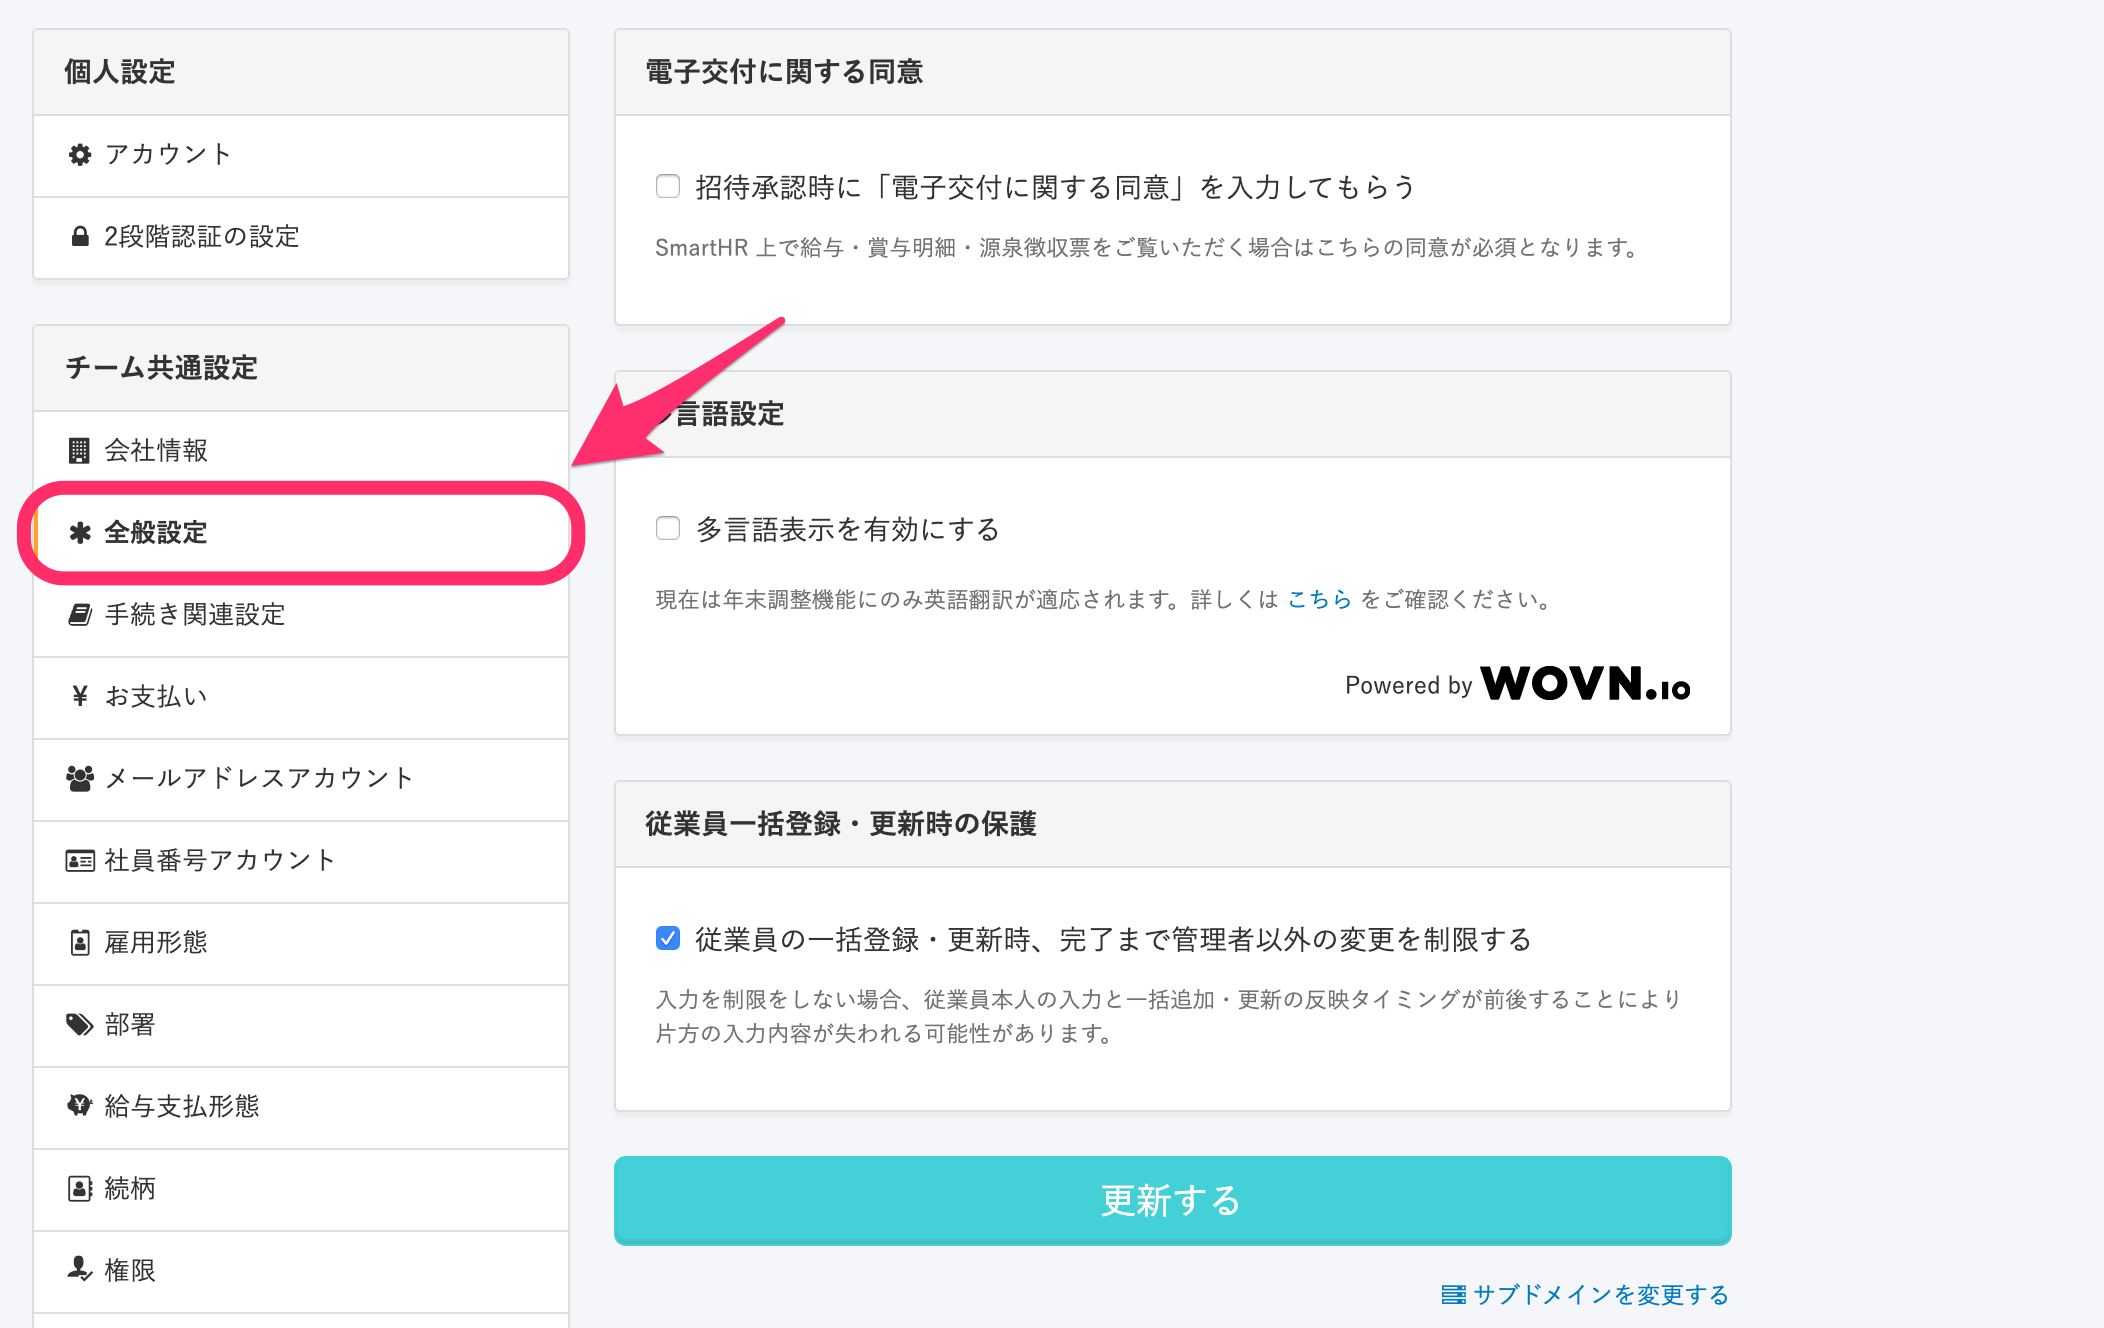 個人設定
アカウント
2段階認証の設定
チーム共通設定
会社情報
全般設定
手続き関連設定
¥ お支払い
メールアドレスアカウント
社員番号アカウント
雇用形態
部署
給与支払形態
続柄
権限
電子交付に関する同意
招待承認時に「電子交付に関する同意」を入力してもらう
SmartHR 上で給与・賞与明細・源泉徴収票をご覧いただく場合はこちらの同意が必須となります。
言語設定
多言語表示を有効にする
現在は年末調整機能にのみ英語翻訳が適応されます。詳しくは こちら をご確認ください。
Powered by WOVN.io
従業員一括登録・更新時の保護
従業員の一括登録・更新時、完了まで管理者以外の変更を制限する
入力を制限をしない場合、従業員本人の入力と一括追加・更新の反映タイミングが前後することにより
片方の入力内容が失われる可能性があります。
更新する
サブドメインを変更する